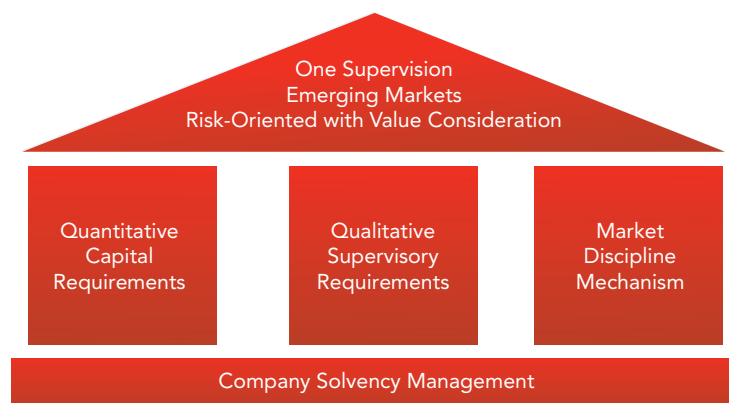 One Supervision
Emerging Markets
Risk-Oriented with Value Consideration
Quantitative
Capital
Requirements
Qualitative
Supervisory
Requirements
Market
Discipline
Mechanism
Company Solvency Management